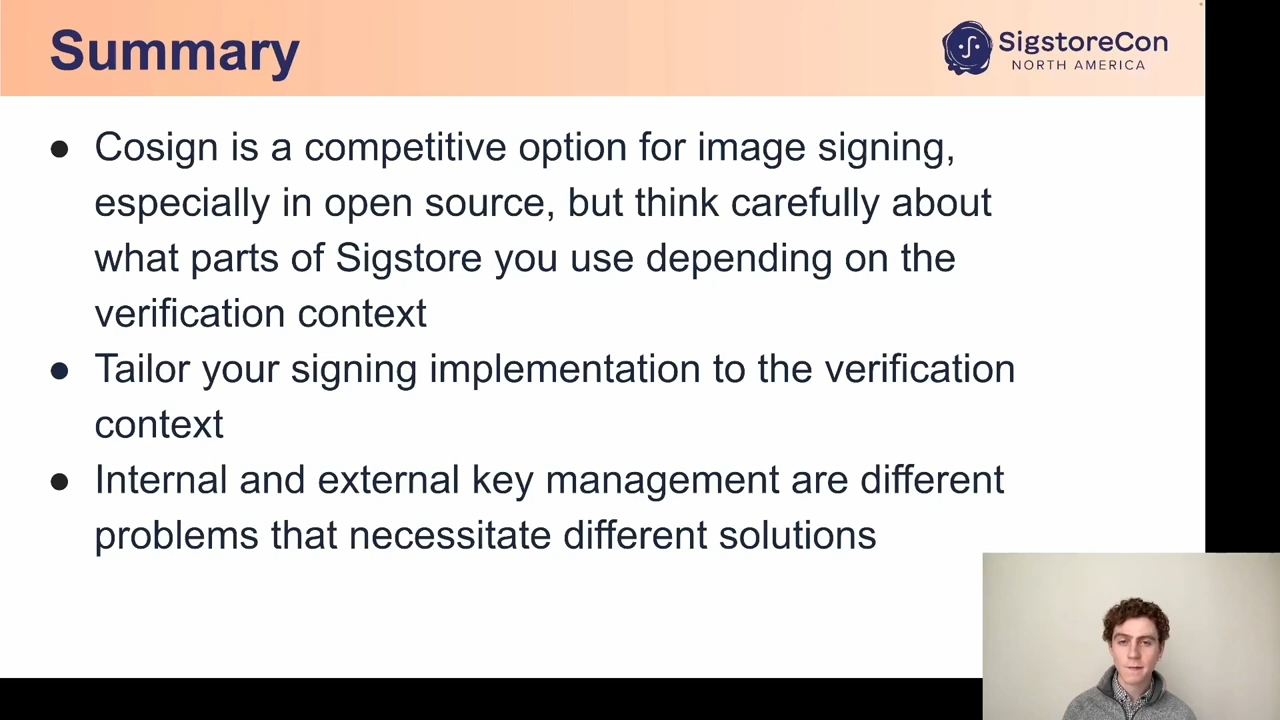 Summary
SigstoreCon
NORTH AMERICA
● Cosign is a competitive option for image signing,
especially in open source, but think carefully about
what parts of Sigstore you use depending on the
verification context
● Tailor your signing implementation to the verification
context
● Internal and external key management are different
problems that necessitate different solutions